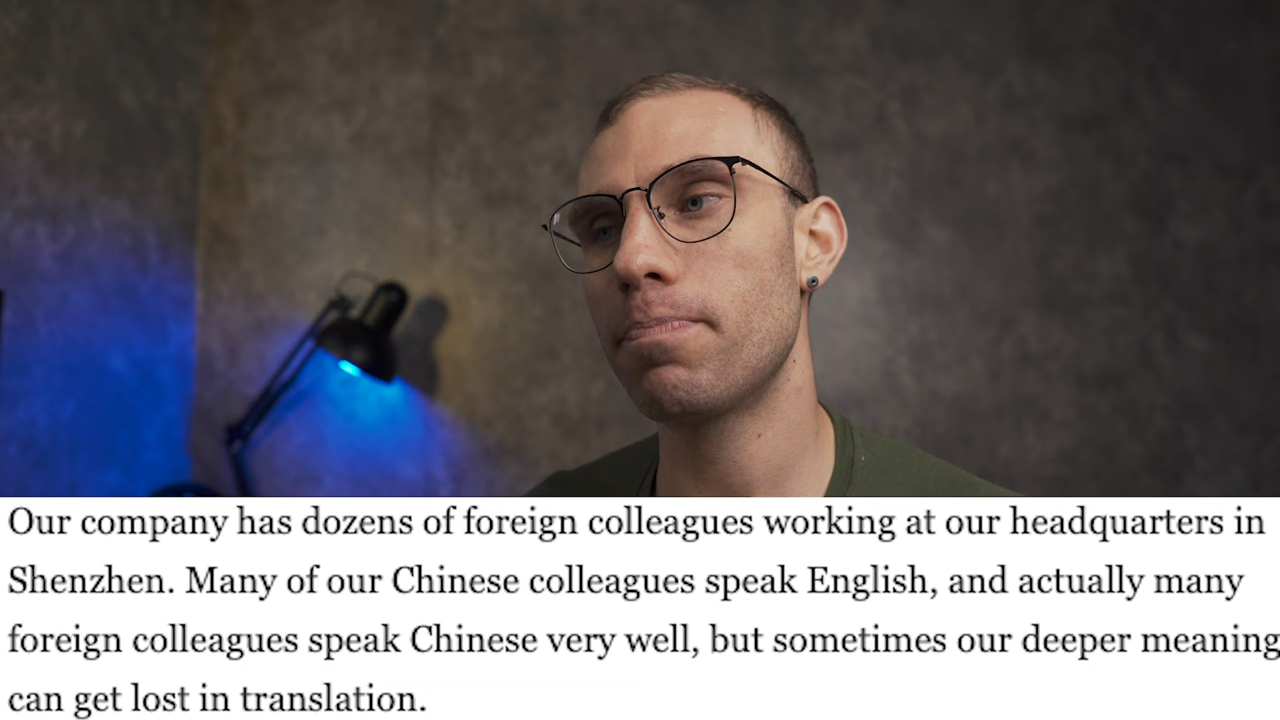 Our company has dozens of foreign colleagues working at our headquarters in
Shenzhen. Many of our Chinese colleagues speak English, and actually many
foreign colleagues speak Chinese very well, but sometimes our deeper meaning
can get lost in translation.